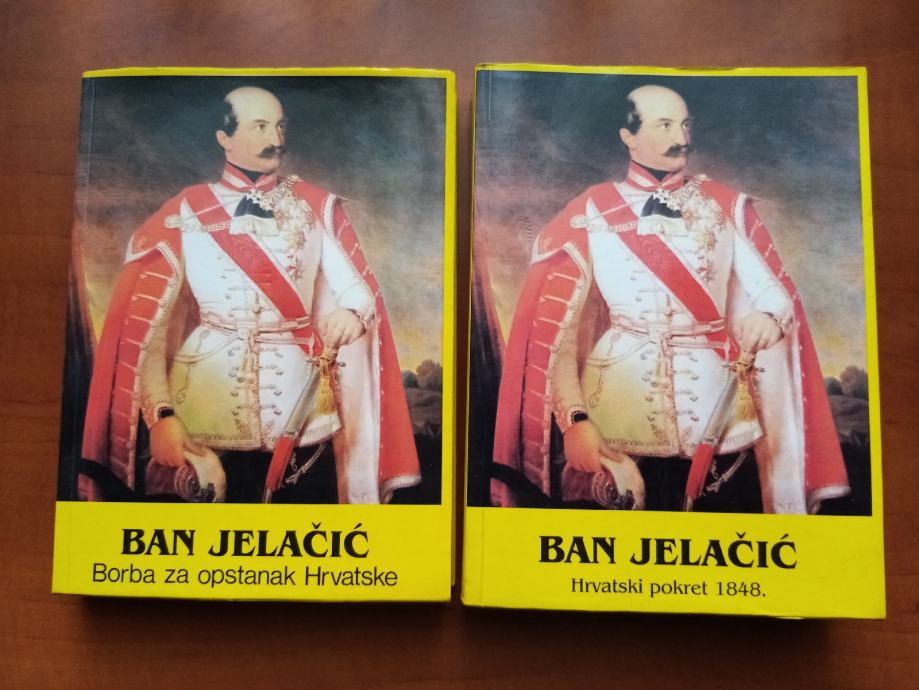 BAN JELAČIĆ
Borba za opstanak Hrvatske
BAN JELAČIĆ
Hrvatski pokret 1848.